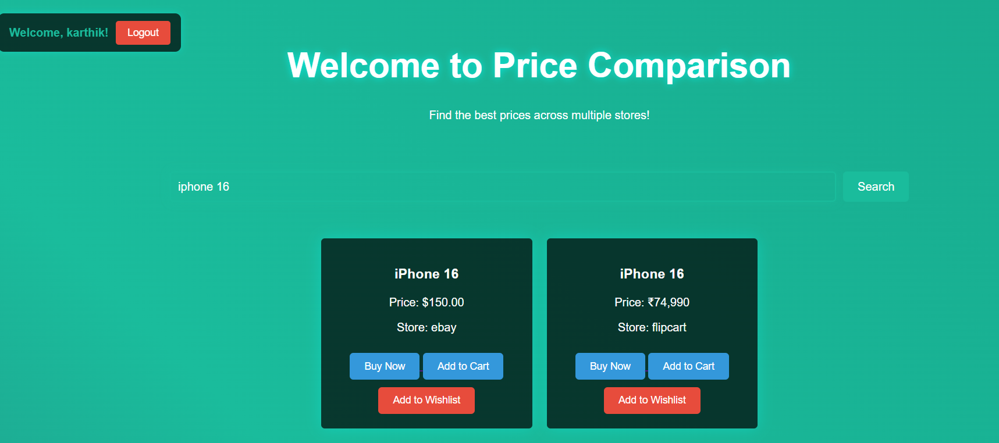 Welcome, karthik! Logout
Welcome to Price Comparison
Find the best prices across multiple stores!
iphone 16 Search
iPhone 16
Price: $150.00
Store: ebay
Buy Now Add to Cart
Add to Wishlist
iPhone 16
Price: ₹74,990
Store: flipcart
Buy Now Add to Cart
Add to Wishlist